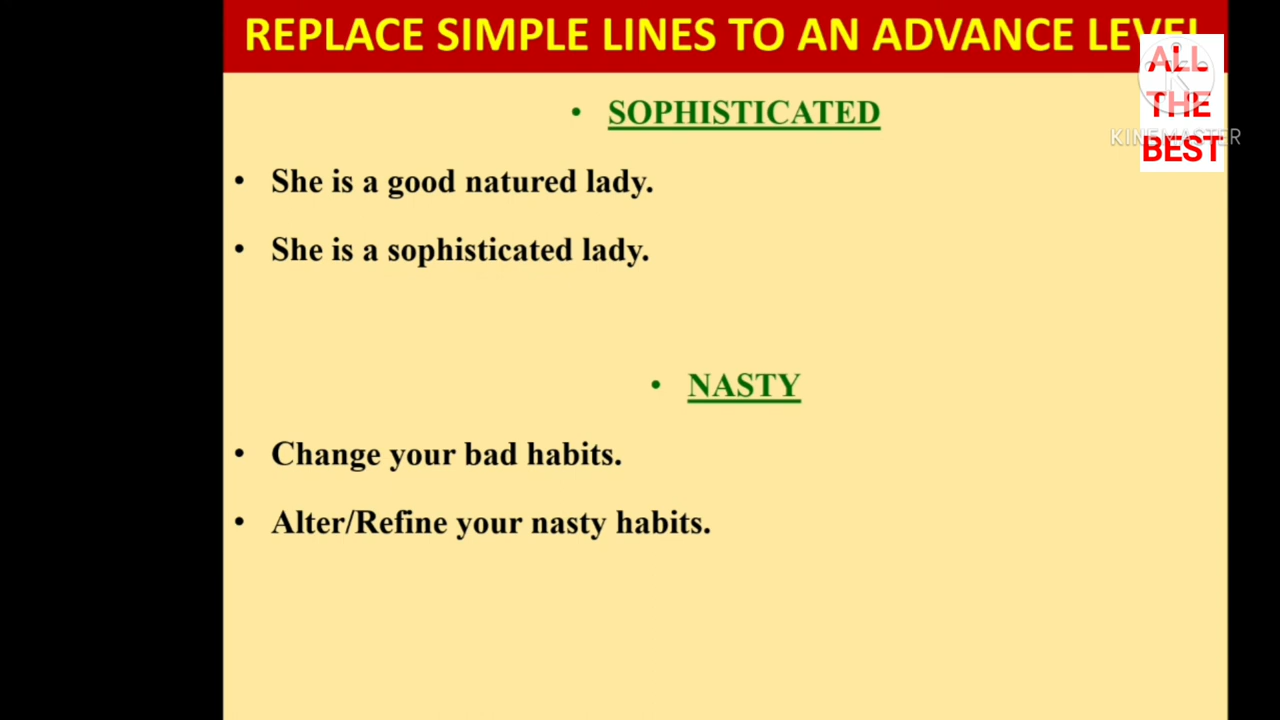 REPLACE SIMPLE LINES TO AN ADVANCE LEVEL
ALL
THE
BEST
KINEMASTER
• SOPHISTICATED
• She is a good natured lady.
• She is a sophisticated lady.
• NASTY
• Change your bad habits.
• Alter/Refine your nasty habits.